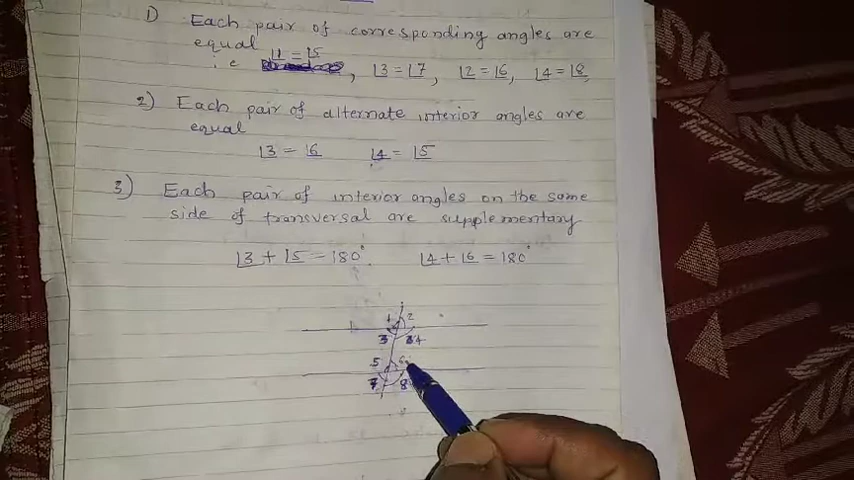 1) Each pair of corresponding angles are
equal
∠1 = ∠5
i.e , ∠3 = ∠7, ∠2 = ∠6, ∠4 = ∠8,
2) Each pair of alternate interior angles are
equal
∠3 = ∠6 ∠4 = ∠5
3) Each pair of interior angles on the same
side of transversal are supplementary
∠3 + ∠5 = 180° ∠4 + ∠6 = 180°
1 2
3 4
5 6
7 8